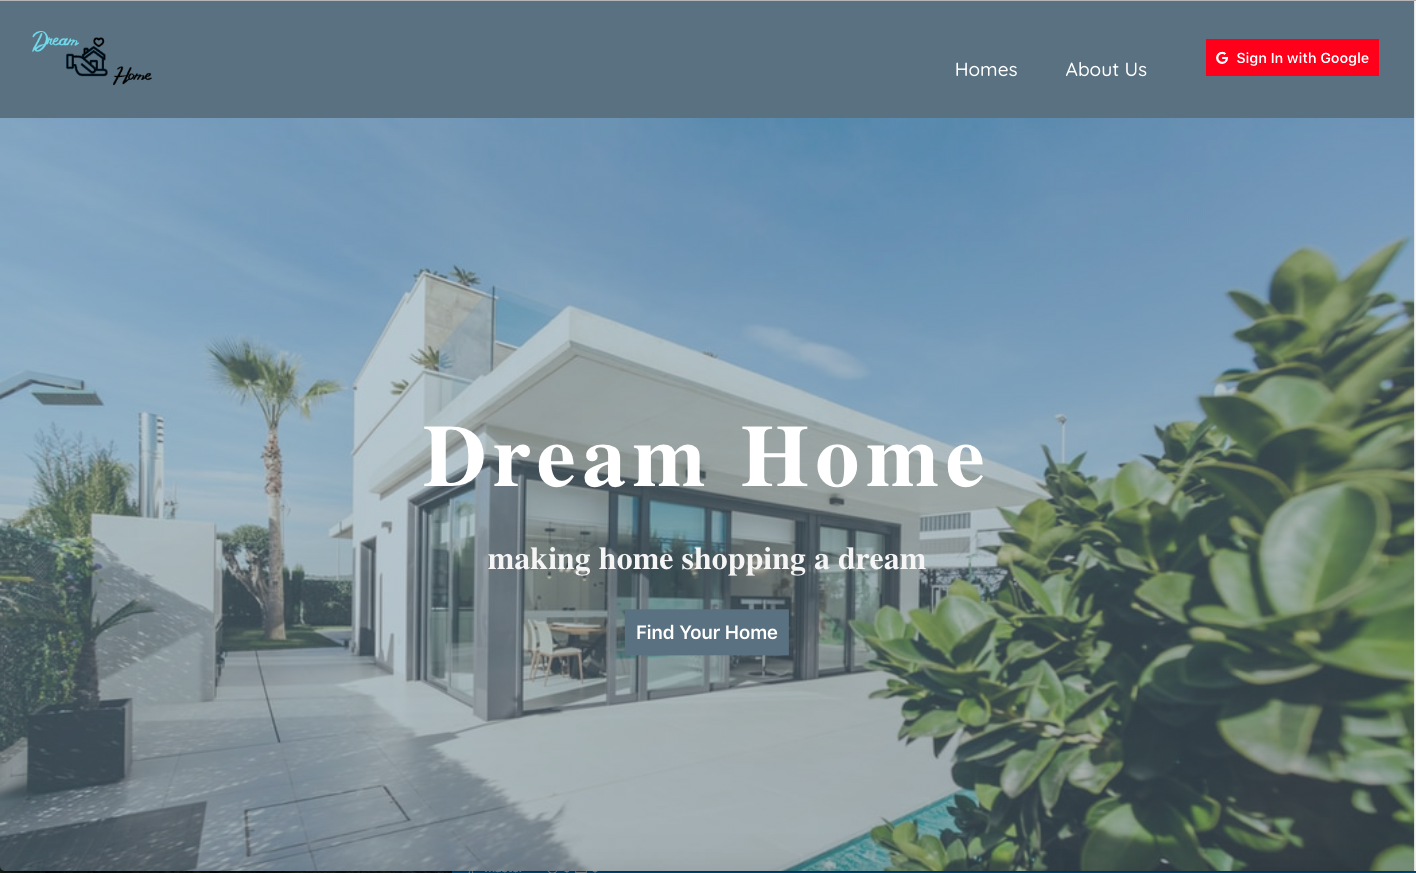 Dream
Home
Homes
About Us
G Sign In with Google
Dream Home
making home shopping a dream
Find Your Home